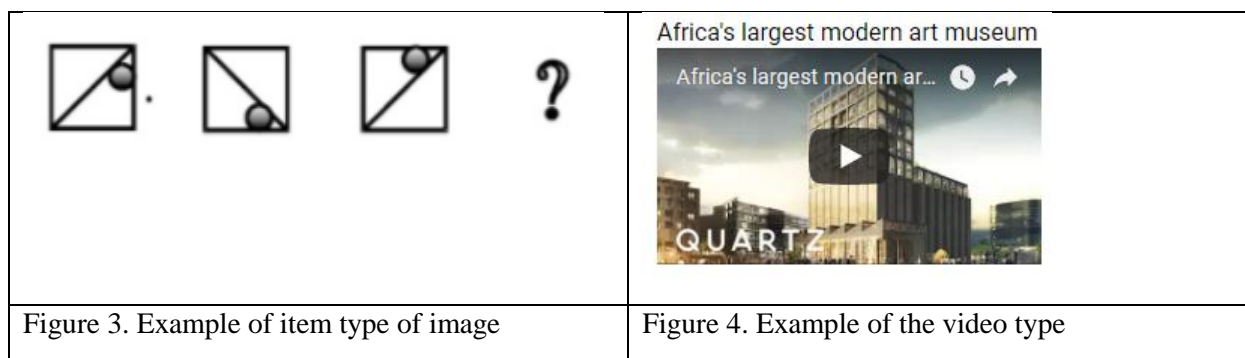 ?
Africa's largest modern art museum
Africa's largest modern ar...
QUARTZ
Figure 3. Example of item type of image
Figure 4. Example of the video type